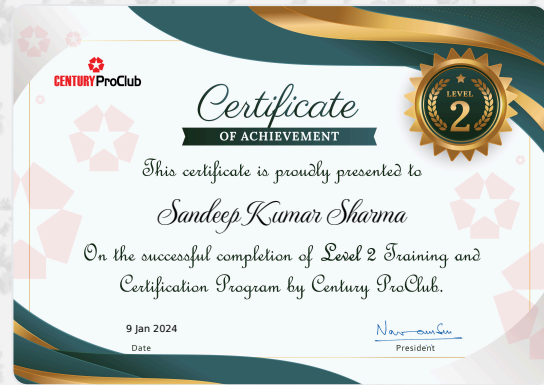 CENTURY ProClub
Certificate
OF ACHIEVEMENT
LEVEL
2
This certificate is proudly presented to
Sandeep Kumar Sharma
On the successful completion of Level 2 Training and
Certification Program by Century ProClub.
9 Jan 2024
Date
President